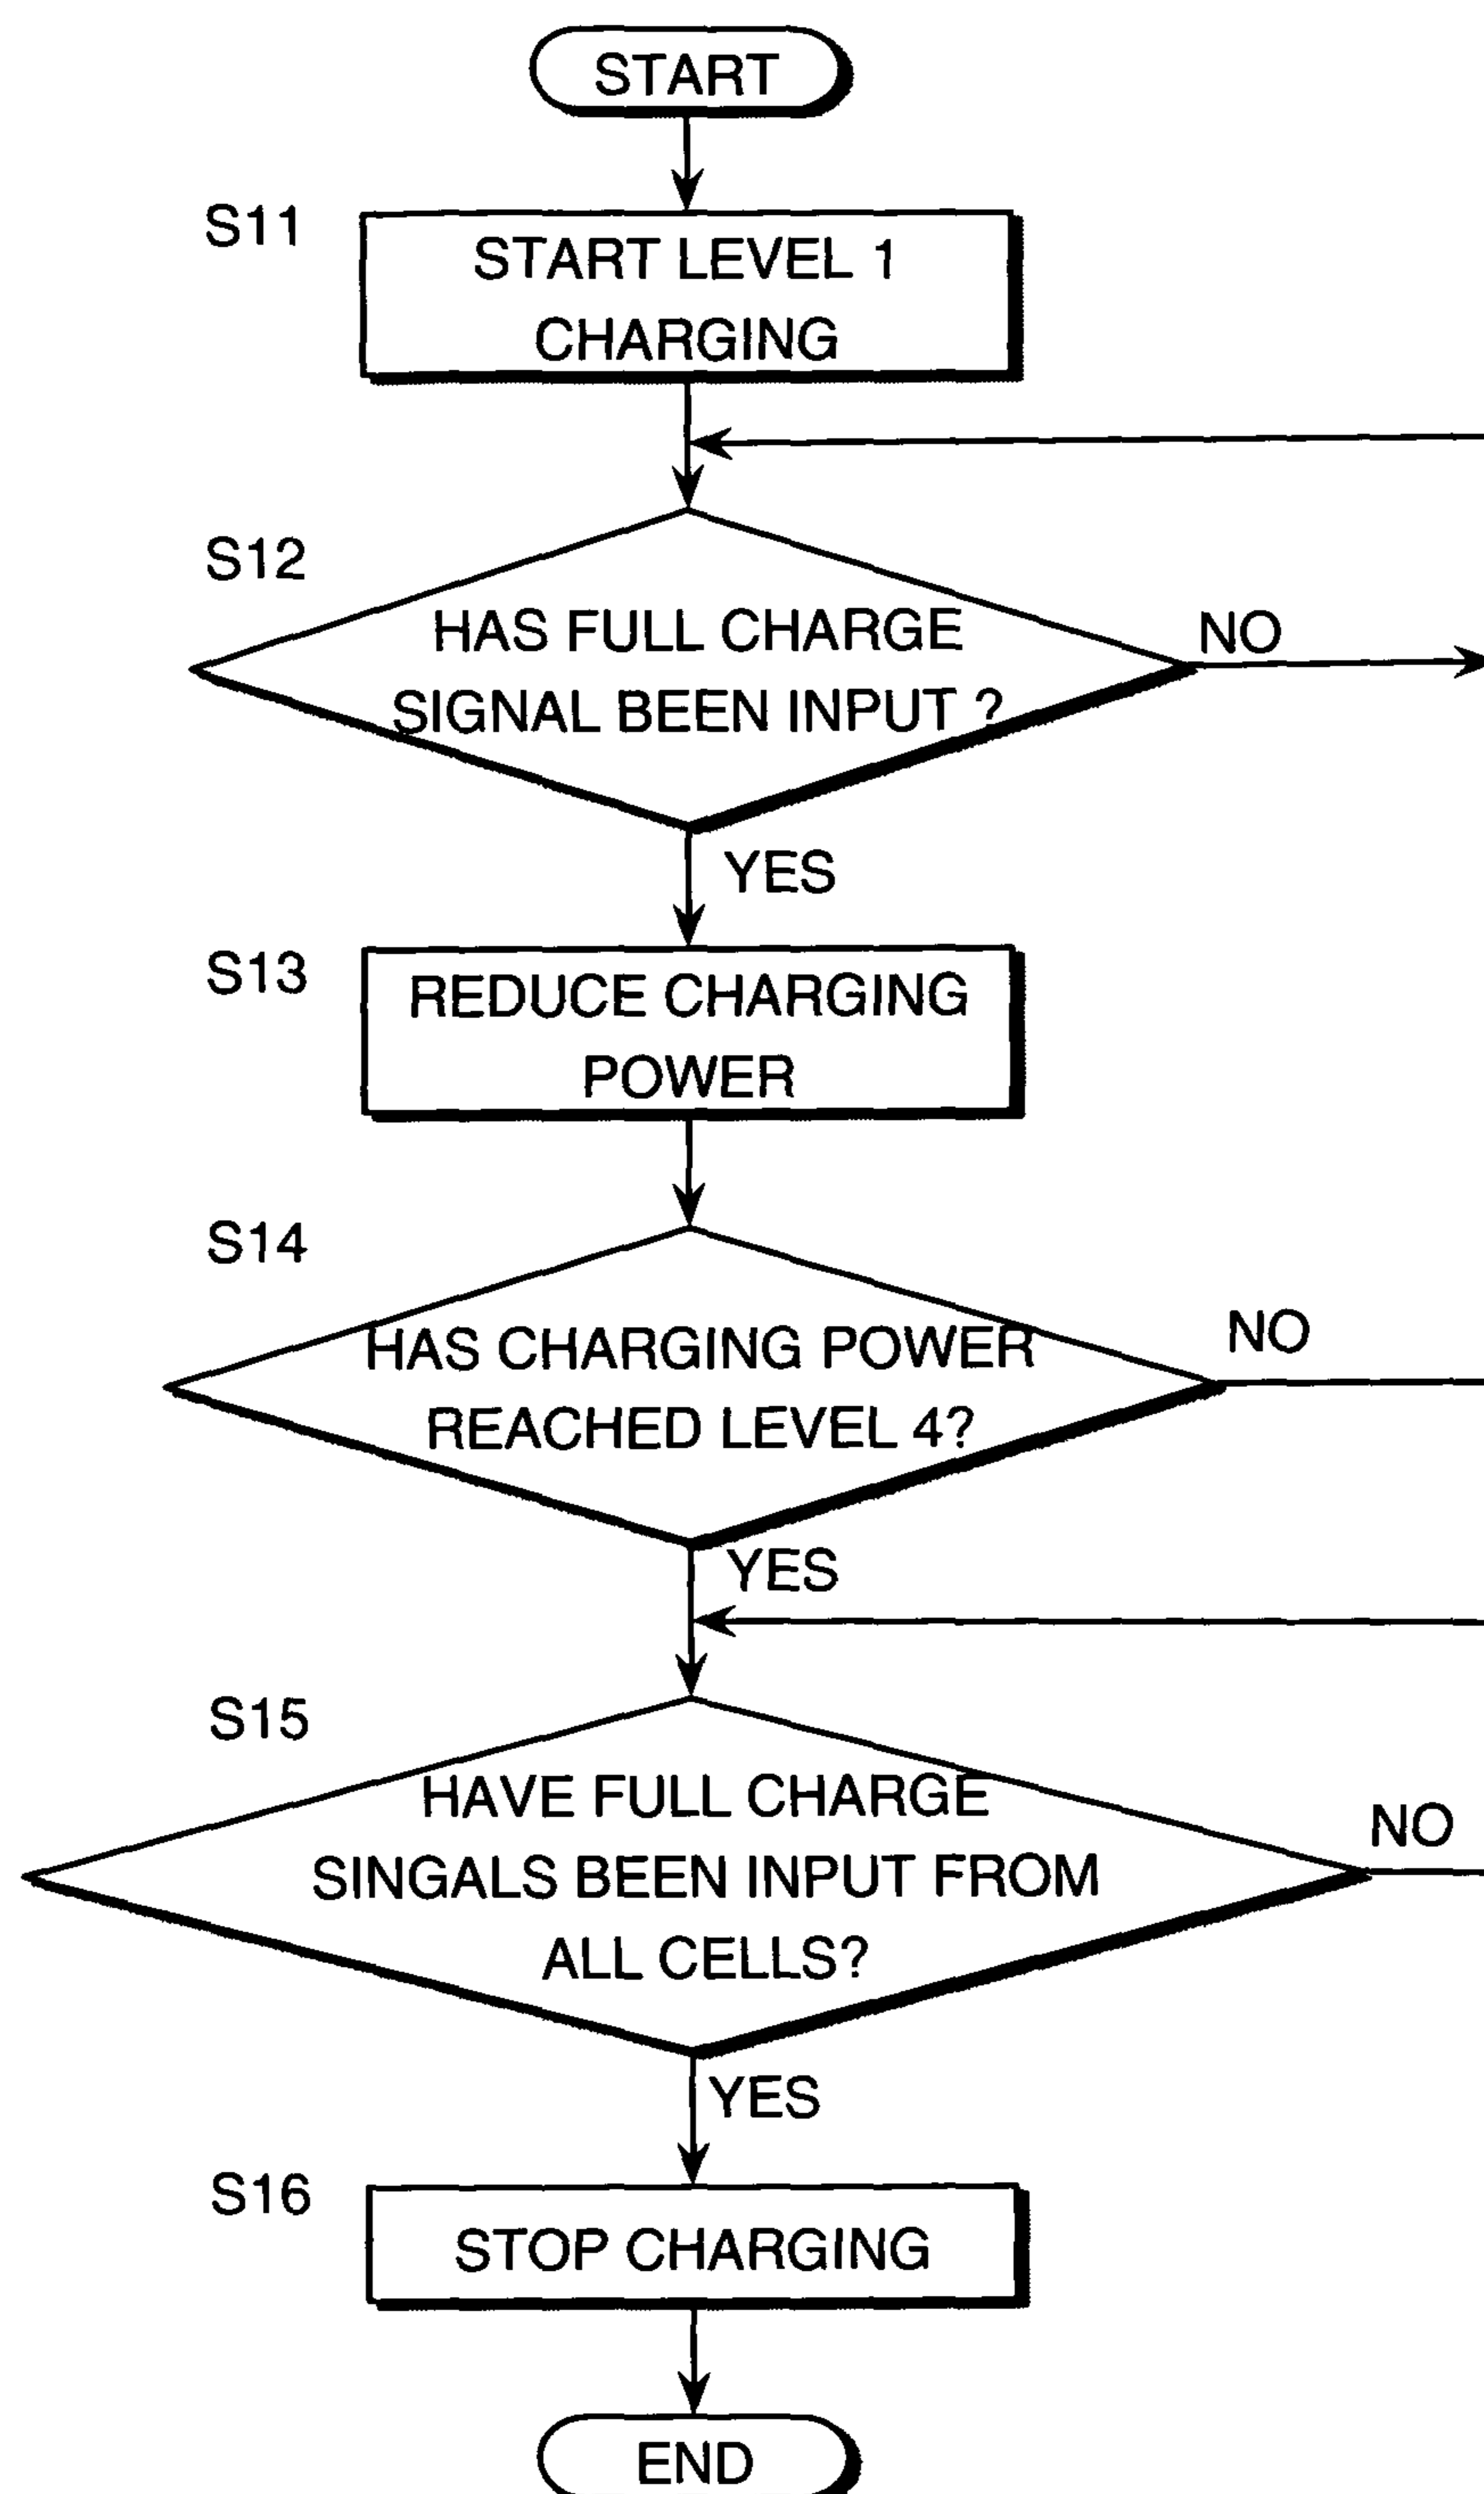 START
S11
START LEVEL 1
CHARGING
S12
HAS FULL CHARGE
SIGNAL BEEN INPUT ?
NO
YES
S13
REDUCE CHARGING
POWER
S14
HAS CHARGING POWER
REACHED LEVEL 4?
NO
YES
S15
HAVE FULL CHARGE
SINGALS BEEN INPUT FROM
ALL CELLS?
NO
YES
S16
STOP CHARGING
END